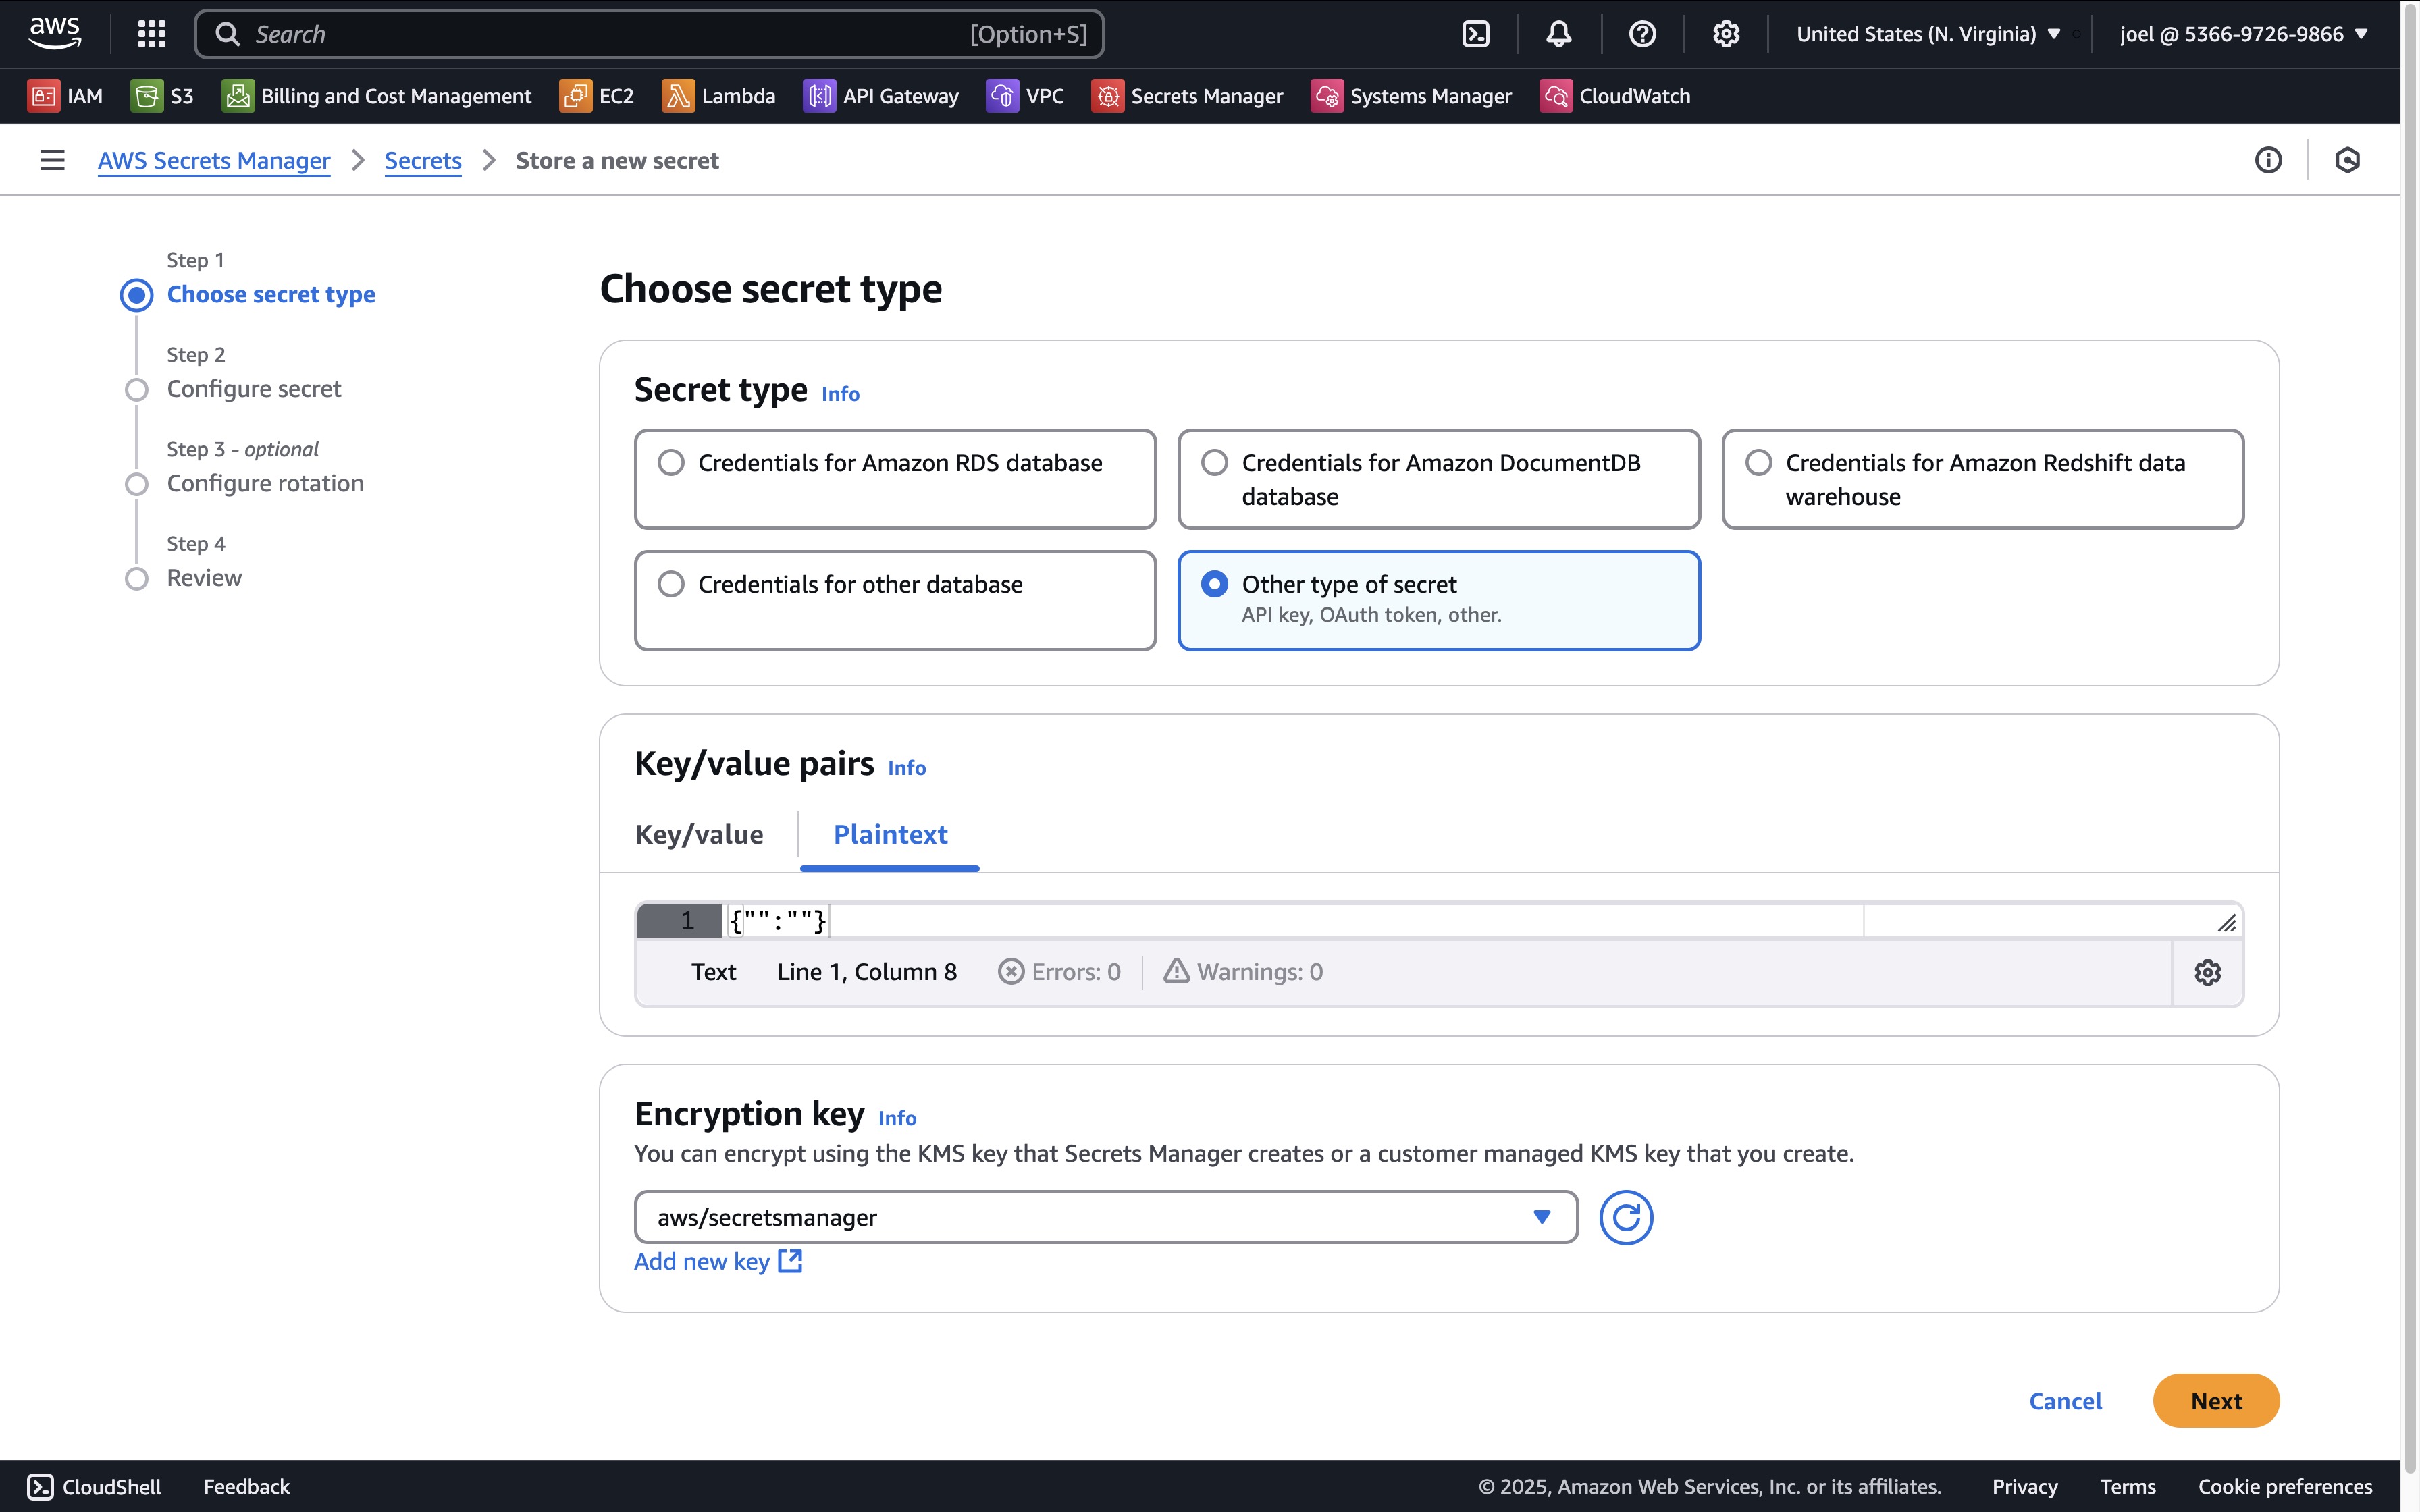 aws
Search
[Option+S]
United States (N. Virginia)
joel @ 5366-9726-9866
IAM
S3
Billing and Cost Management
EC2
Lambda
API Gateway
VPC
Secrets Manager
Systems Manager
CloudWatch
AWS Secrets Manager
Secrets
Store a new secret
Step 1
Choose secret type
Step 2
Configure secret
Step 3 - optional
Configure rotation
Step 4
Review
Choose secret type
Secret type Info
Credentials for Amazon RDS database
Credentials for Amazon DocumentDB
database
Credentials for Amazon Redshift data
warehouse
Credentials for other database
Other type of secret
API key, OAuth token, other.
Key/value pairs Info
Key/value
Plaintext
1 {"":""}
Text Line 1, Column 8 Errors: 0 Warnings: 0
Encryption key Info
You can encrypt using the KMS key that Secrets Manager creates or a customer managed KMS key that you create.
aws/secretsmanager
Add new key
Cancel
Next
CloudShell
Feedback
© 2025, Amazon Web Services, Inc. or its affiliates.
Privacy
Terms
Cookie preferences